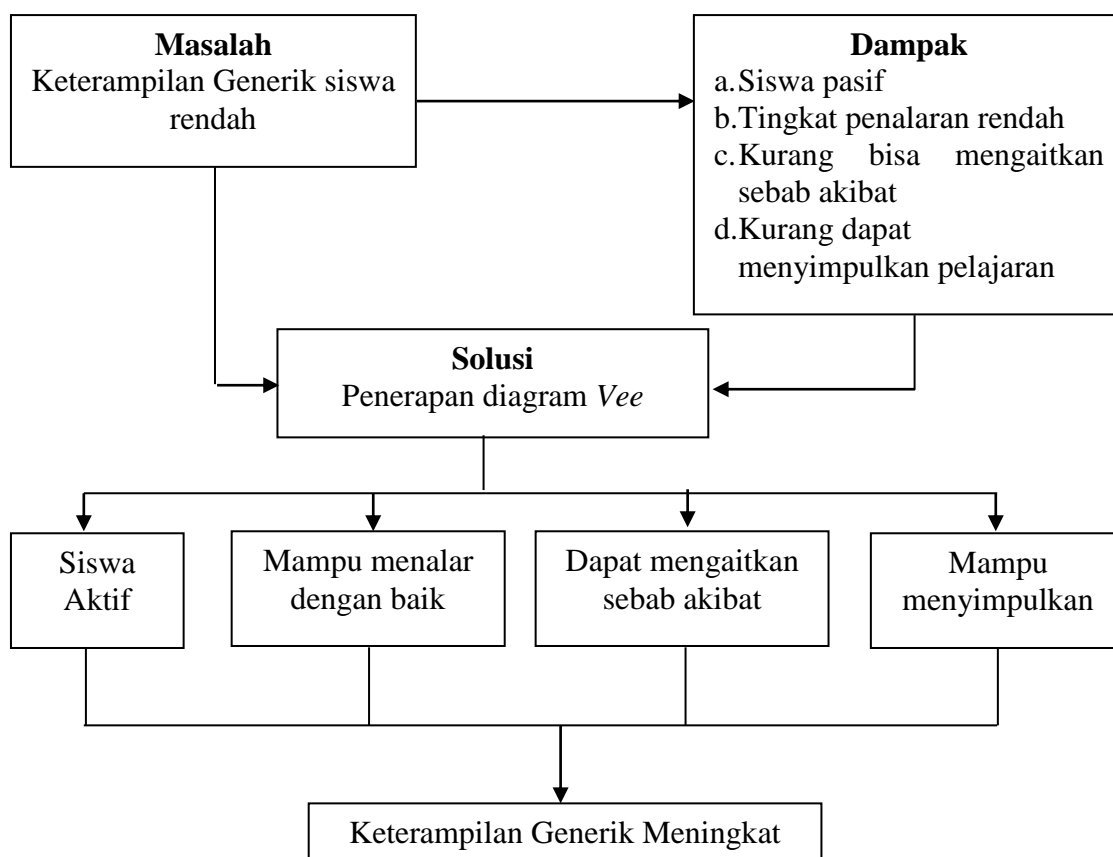 Masalah
Keterampilan Generik siswa
rendah
Dampak
a.Siswa pasif
b.Tingkat penalaran rendah
c.Kurang bisa mengaitkan
sebab akibat
d.Kurang dapat
menyimpulkan pelajaran
Solusi
Penerapan diagram Vee
Siswa
Aktif
Mampu menalar
dengan baik
Dapat mengaitkan
sebab akibat
Mampu
menyimpulkan
Keterampilan Generik Meningkat